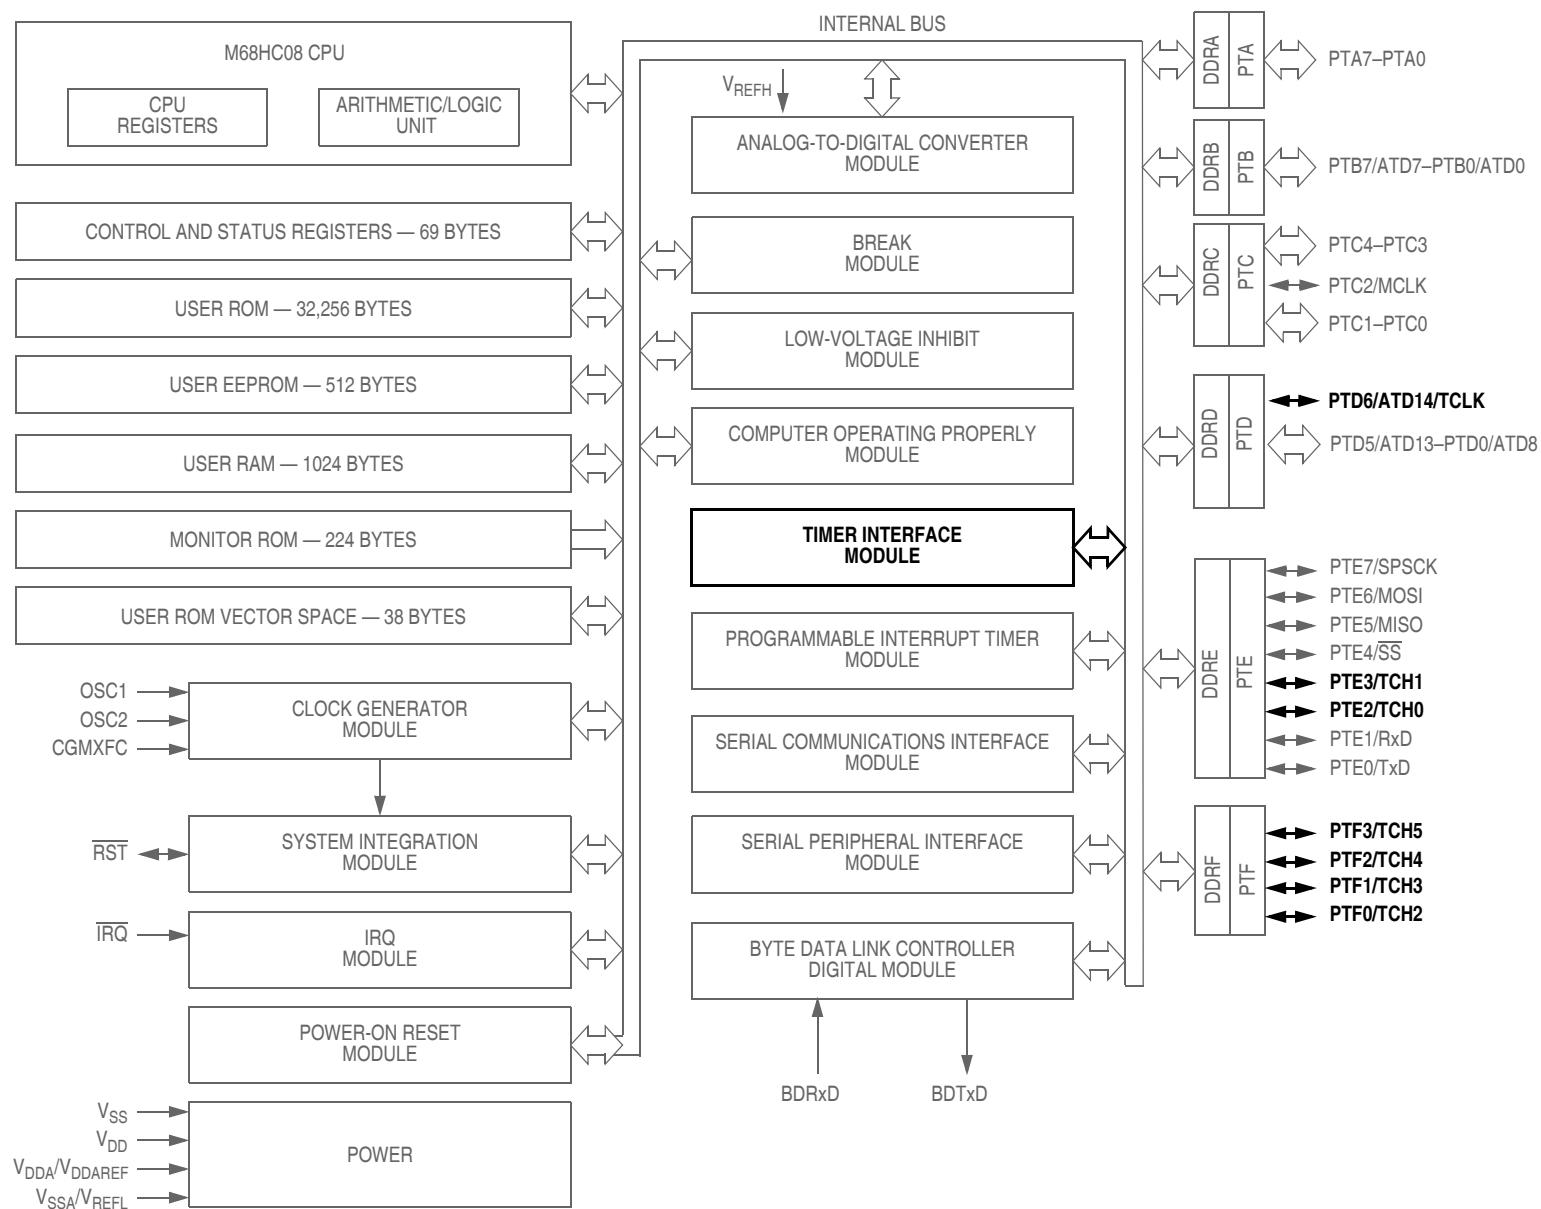 INTERNAL BUS
M68HC08 CPU
CPU
REGISTERS
ARITHMETIC/LOGIC
UNIT
CONTROL AND STATUS REGISTERS — 69 BYTES
USER ROM — 32,256 BYTES
USER EEPROM — 512 BYTES
USER RAM — 1024 BYTES
MONITOR ROM — 224 BYTES
USER ROM VECTOR SPACE — 38 BYTES
OSC1
OSC2
CGMXFC
CLOCK GENERATOR
MODULE
RST
SYSTEM INTEGRATION
MODULE
IRQ
IRQ
MODULE
POWER-ON RESET
MODULE
VSS
VDD
VDDA/VDDAREF
VSSA/VREFL
POWER
VREFH
ANALOG-TO-DIGITAL CONVERTER
MODULE
BREAK
MODULE
LOW-VOLTAGE INHIBIT
MODULE
COMPUTER OPERATING PROPERLY
MODULE
TIMER INTERFACE
MODULE
PROGRAMMABLE INTERRUPT TIMER
MODULE
SERIAL COMMUNICATIONS INTERFACE
MODULE
SERIAL PERIPHERAL INTERFACE
MODULE
BYTE DATA LINK CONTROLLER
DIGITAL MODULE
BDRxD
BDTxD
DDRA
PTA
PTA7–PTA0
DDRB
PTB
PTB7/ATD7–PTB0/ATD0
DDRC
PTC
PTC4–PTC3
PTC2/MCLK
PTC1–PTC0
DDRD
PTD
PTD6/ATD14/TCLK
PTD5/ATD13–PTD0/ATD8
DDRE
PTE
PTE7/SPSCK
PTE6/MOSI
PTE5/MISO
PTE4/SS
PTE3/TCH1
PTE2/TCH0
PTE1/RxD
PTE0/TxD
DDRF
PTF
PTF3/TCH5
PTF2/TCH4
PTF1/TCH3
PTF0/TCH2